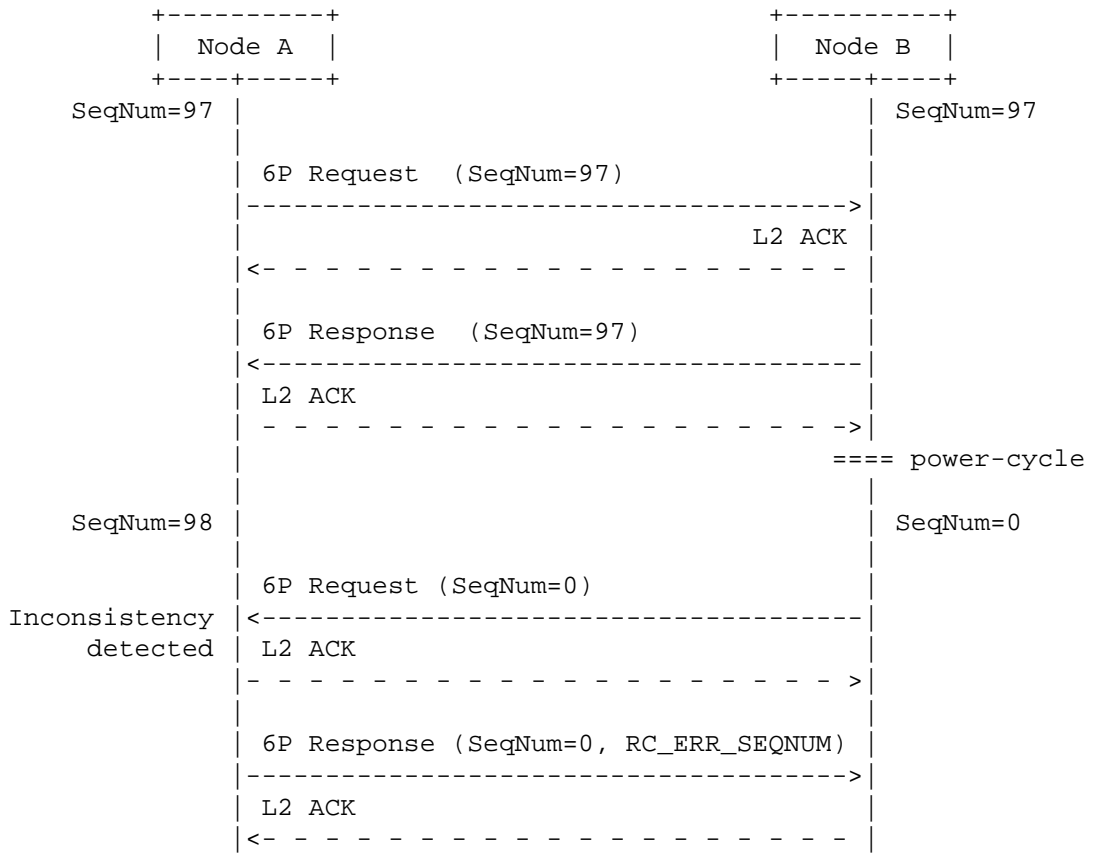 Node A Node B
SeqNum=97 SeqNum=97
6P Request (SeqNum=97)
L2 ACK
6P Response (SeqNum=97)
L2 ACK
==== power-cycle
SeqNum=98 SeqNum=0
6P Request (SeqNum=0)
Inconsistency
detected L2 ACK
6P Response (SeqNum=0, RC_ERR_SEQNUM)
L2 ACK